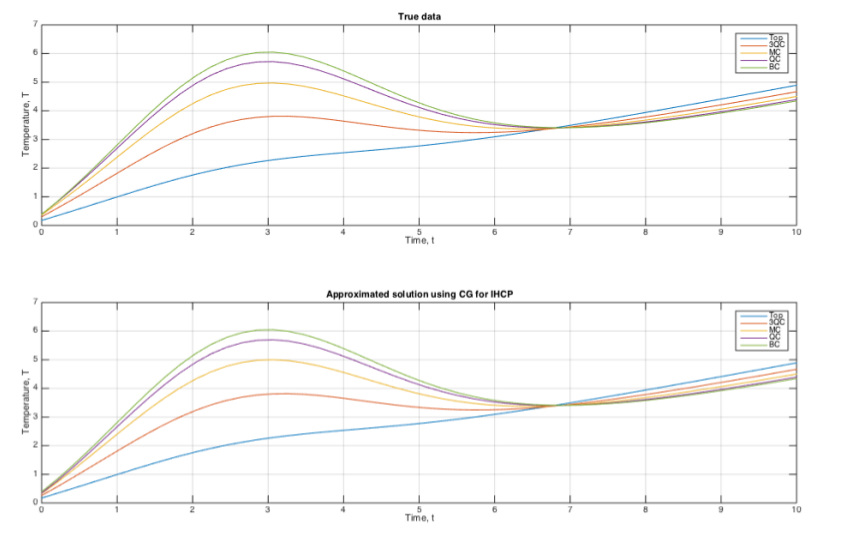 True data
7
6
5
4
3
2
1
0
Temperature, T
Top
3QC
MC
QC
BC
0 1 2 3 4 5 6 7 8 9 10
Time, t
Approximated solution using CG for IHCP
7
6
5
4
3
2
1
0
Temperature, T
Top
3QC
MC
QC
BC
0 1 2 3 4 5 6 7 8 9 10
Time, t